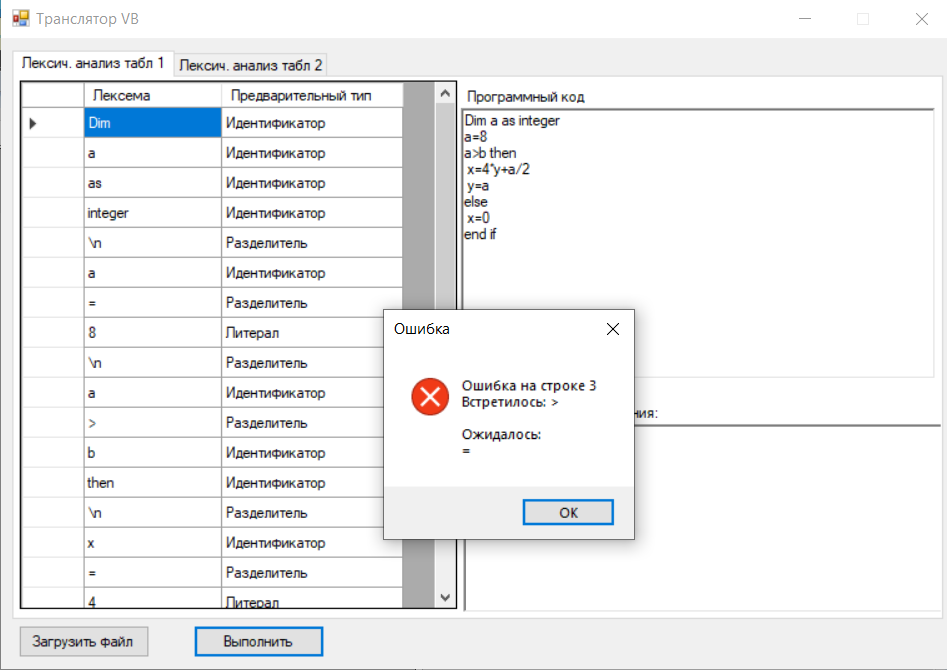 Транслятор VB
Лексич. анализ табл 1
Лексич. анализ табл 2
Лексема Предварительный тип
Dim Идентификатор
a Идентификатор
as Идентификатор
integer Идентификатор
\n Разделитель
a Идентификатор
= Разделитель
8 Литерал
\n Разделитель
a Идентификатор
> Разделитель
b Идентификатор
then Идентификатор
\n Разделитель
x Идентификатор
= Разделитель
4 Литерал
Программный код
Dim a as integer
a=8
a>b then
x=4*y+a/2
y=a
else
x=0
end if
ния:
Ошибка
Ошибка на строке 3
Встретилось: >
Ожидалось:
=
OK
Загрузить файл
Выполнить